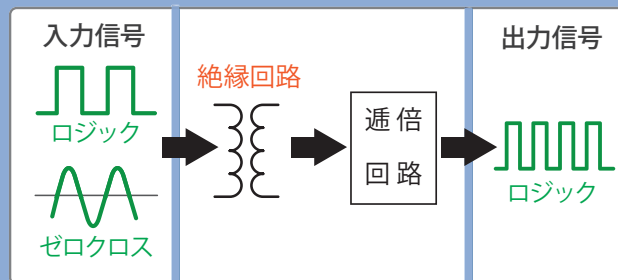 入力信号
ロジック
ゼロクロス
絶縁回路
逓倍
回路
出力信号
ロジック